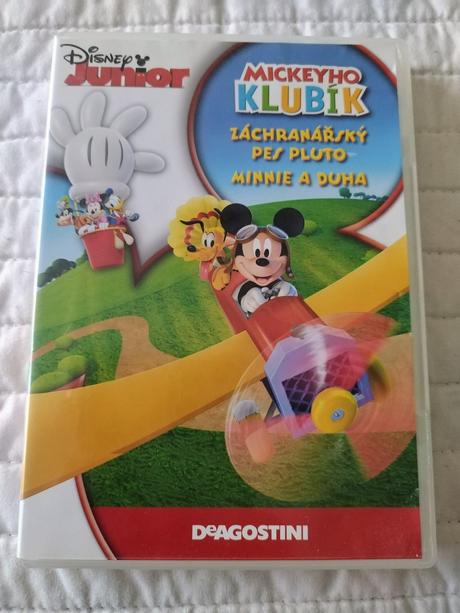 Disney
Junior
MICKEYHO
KLUBÍK
ZÁCHRANÁŘSKÝ
PES PLUTO
MINNIE A DUHA
DeAGOSTINI